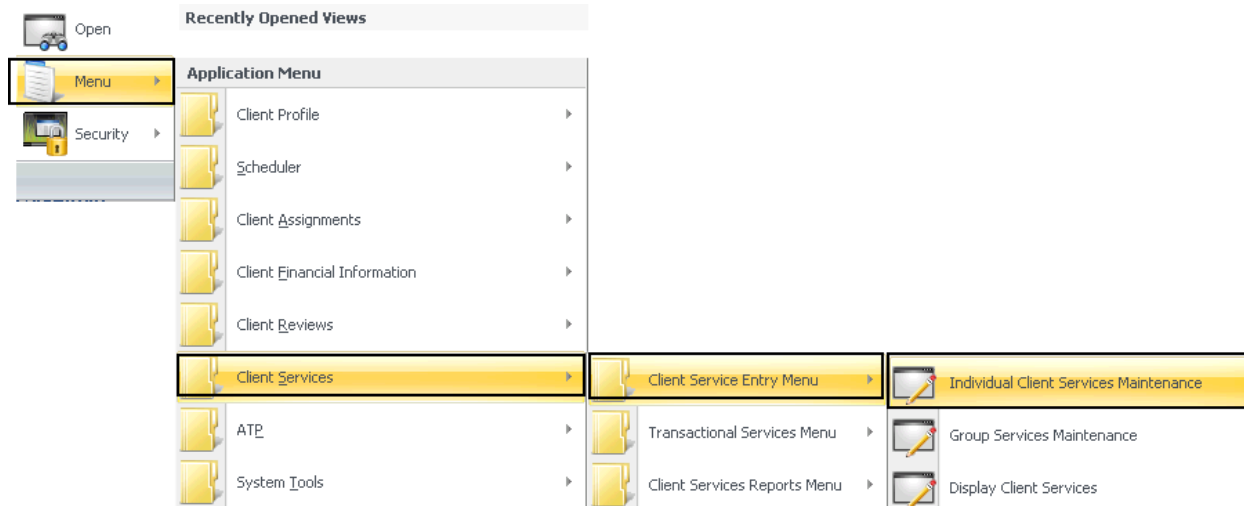 Open
Menu
Security
Recently Opened Views
Application Menu
Client Profile
Scheduler
Client Assignments
Client Financial Information
Client Reviews
Client Services
ATP
System Tools
Client Service Entry Menu
Transactional Services Menu
Client Services Reports Menu
Individual Client Services Maintenance
Group Services Maintenance
Display Client Services